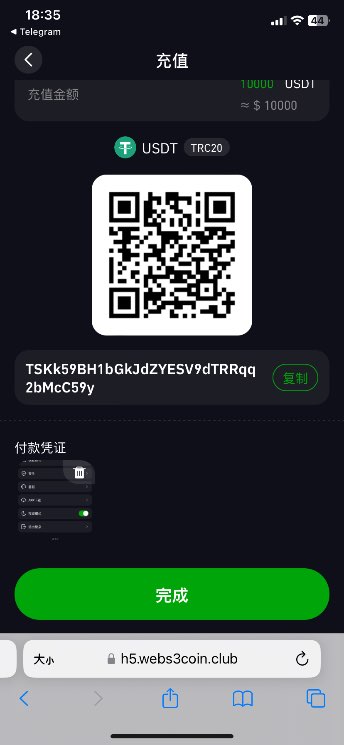 18:35
44
◀ Telegram
充值
10000 USDT
充值金额
≈ $ 10000
USDT TRC20
TSKk59BH1bGkJdZYESV9dTRRqq
2bMcC59y
复制
付款凭证
完成
大小
h5.webs3coin.club